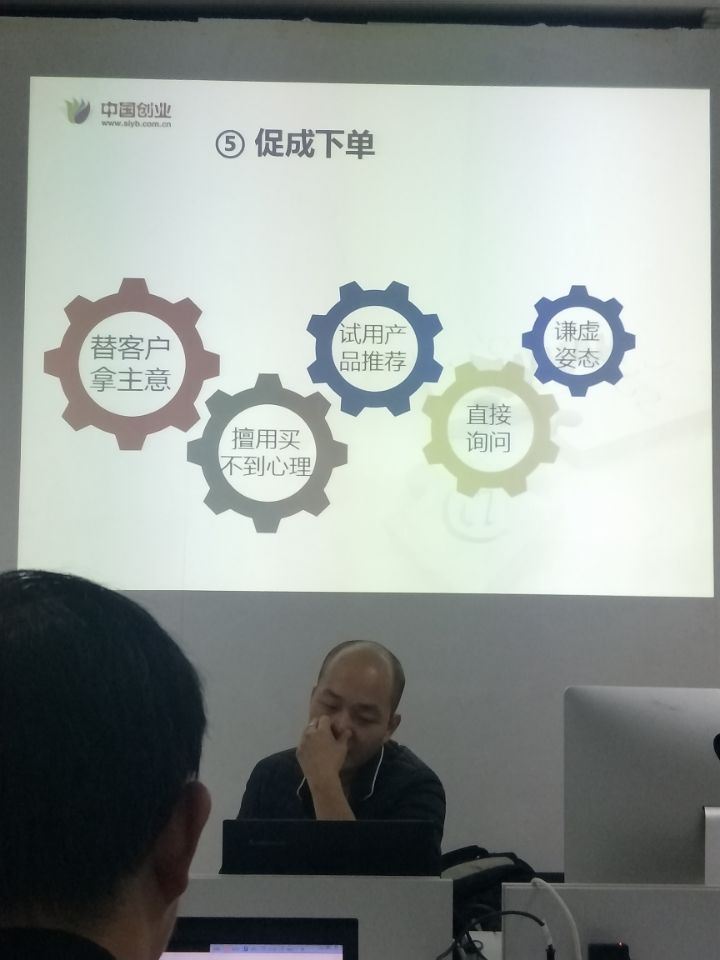 中国创业
www.siyb.com.cn
⑤ 促成下单
替客户
拿主意
擅用买
不到心理
试用产
品推荐
直接
询问
谦虚
姿态